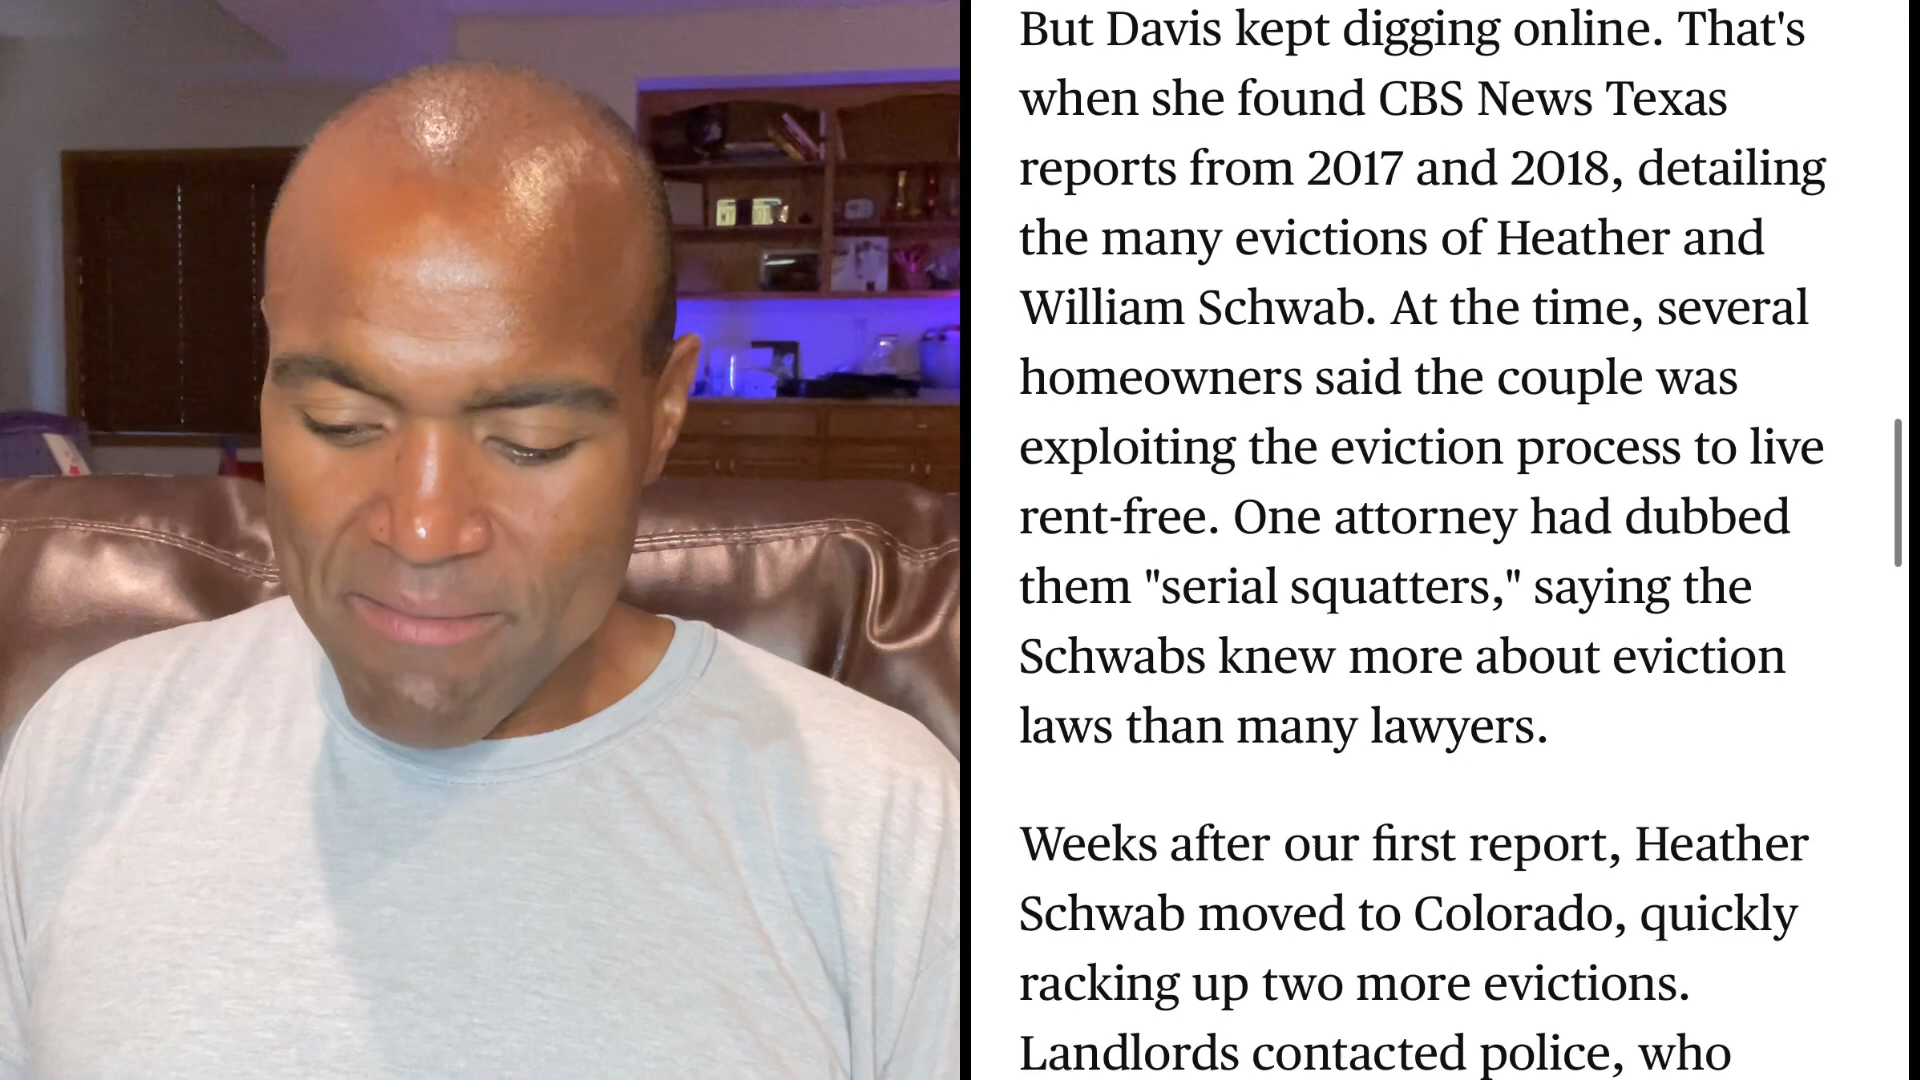 But Davis kept digging online. That's
when she found CBS News Texas
reports from 2017 and 2018, detailing
the many evictions of Heather and
William Schwab. At the time, several
homeowners said the couple was
exploiting the eviction process to live
rent-free. One attorney had dubbed
them "serial squatters," saying the
Schwabs knew more about eviction
laws than many lawyers.
Weeks after our first report, Heather
Schwab moved to Colorado, quickly
racking up two more evictions.
Landlords contacted police, who